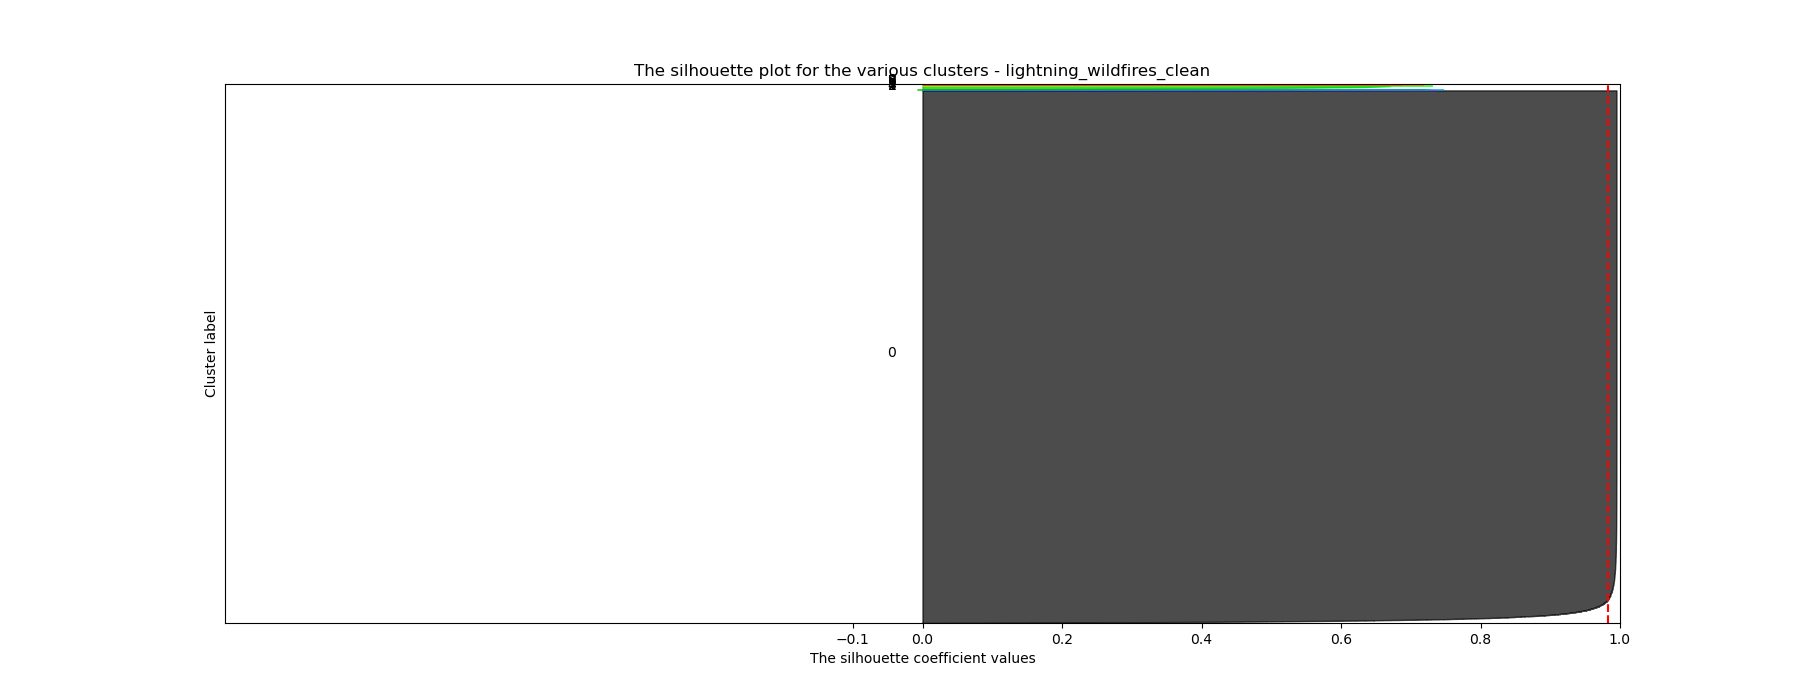 The silhouette plot for the various clusters - lightning_wildfires_clean
Cluster label
0
−0.1 0.0 0.2 0.4 0.6 0.8 1.0
The silhouette coefficient values